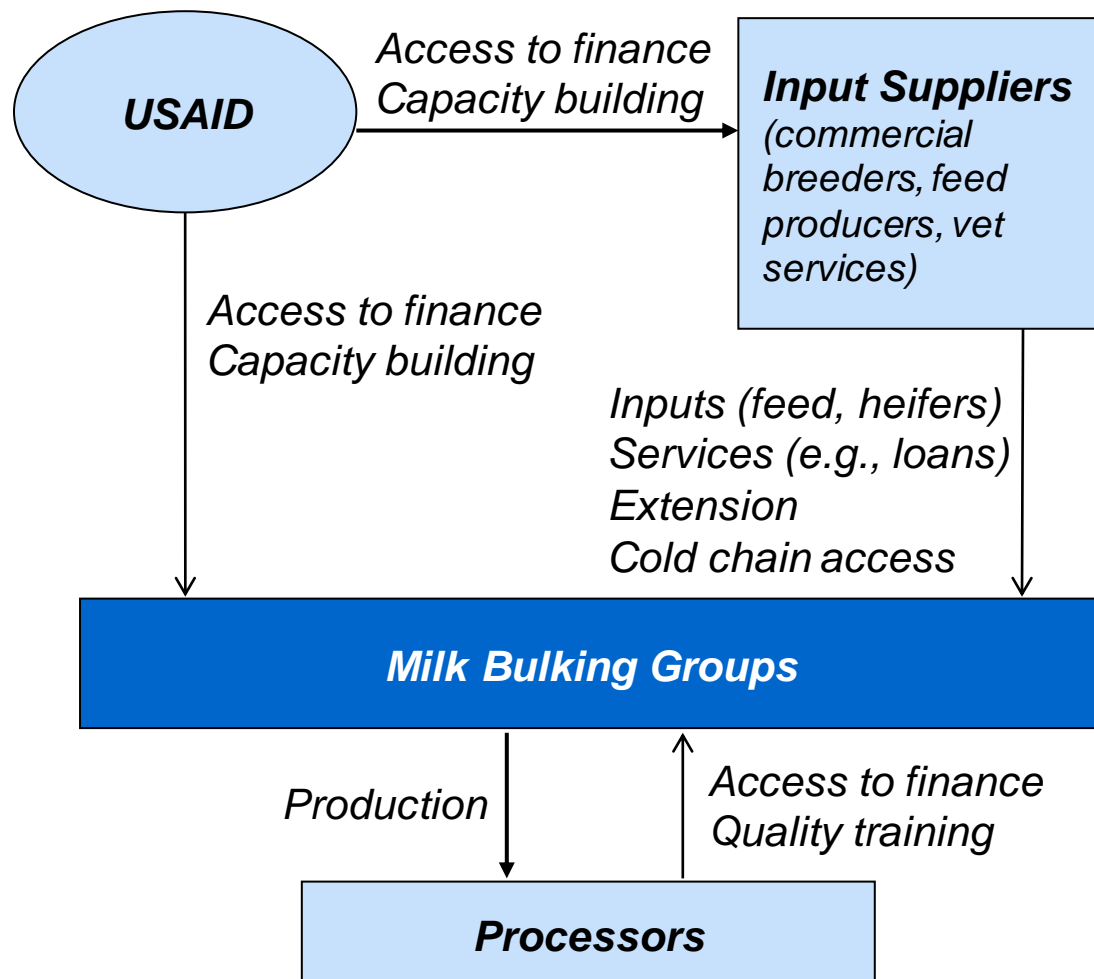 USAID
Access to finance
Capacity building
Input Suppliers
(commercial
breeders, feed
producers, vet
services)
Access to finance
Capacity building
Inputs (feed, heifers)
Services (e.g., loans)
Extension
Cold chain access
Milk Bulking Groups
Production
Access to finance
Quality training
Processors